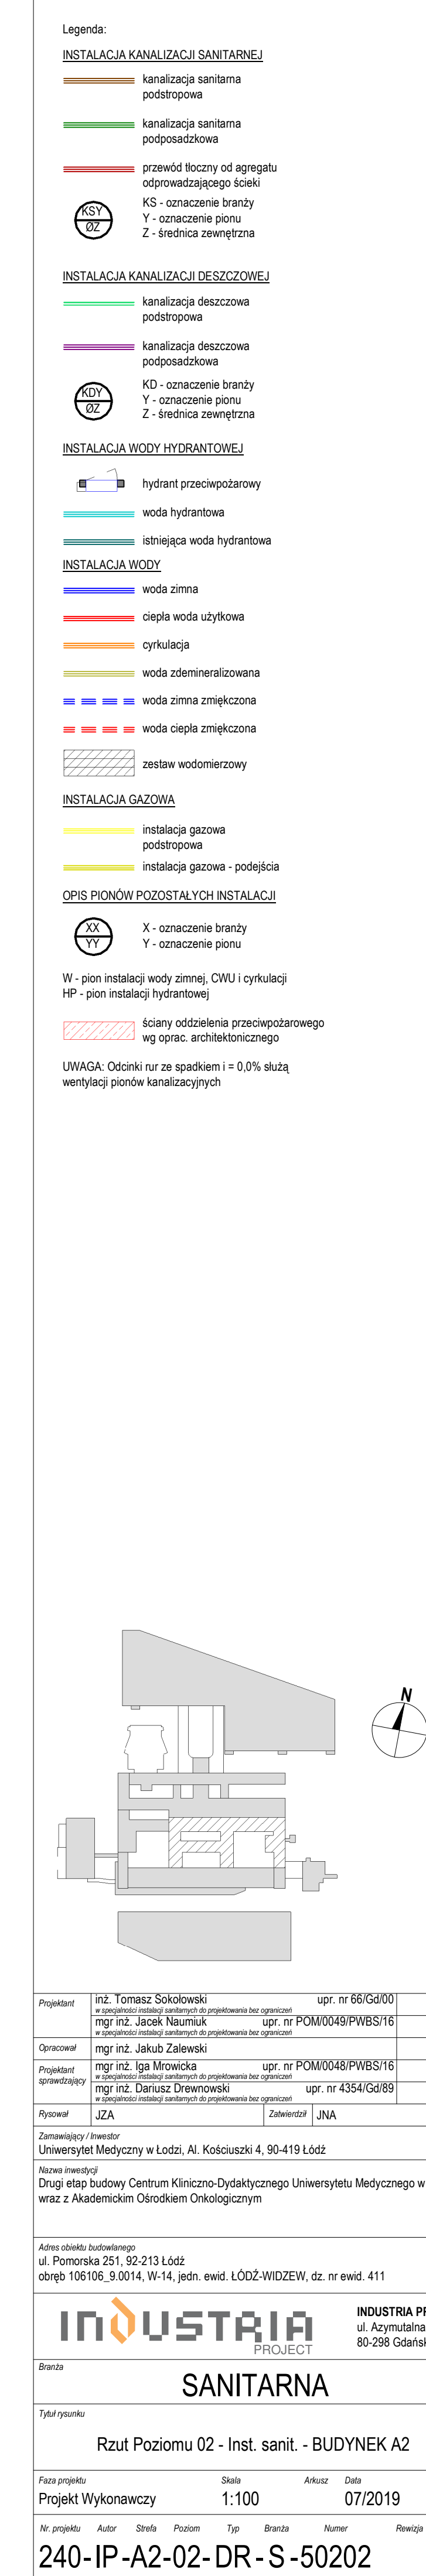 Legenda:
INSTALACJA KANALIZACJI SANITARNEJ
kanalizacja sanitarna
podstropowa
kanalizacja sanitarna
podposadzkowa
przewód tłoczny od agregatu
odprowadzającego ścieki
KSY
ØZ
KS - oznaczenie branży
Y - oznaczenie pionu
Z - średnica zewnętrzna
INSTALACJA KANALIZACJI DESZCZOWEJ
kanalizacja deszczowa
podstropowa
kanalizacja deszczowa
podposadzkowa
KDY
ØZ
KD - oznaczenie branży
Y - oznaczenie pionu
Z - średnica zewnętrzna
INSTALACJA WODY HYDRANTOWEJ
hydrant przeciwpożarowy
woda hydrantowa
istniejąca woda hydrantowa
INSTALACJA WODY
woda zimna
ciepła woda użytkowa
cyrkulacja
woda zdemineralizowana
woda zimna zmiękczona
woda ciepła zmiękczona
zestaw wodomierzowy
INSTALACJA GAZOWA
instalacja gazowa
podstropowa
instalacja gazowa - podejścia
OPIS PIONÓW POZOSTAŁYCH INSTALACJI
XX
YY
X - oznaczenie branży
Y - oznaczenie pionu
W - pion instalacji wody zimnej, CWU i cyrkulacji
HP - pion instalacji hydrantowej
ściany oddzielenia przeciwpożarowego
wg oprac. architektonicznego
UWAGA: Odcinki rur ze spadkiem i = 0,0% służą
wentylacji pionów kanalizacyjnych
N
Projektant
inż. Tomasz Sokołowski upr. nr 66/Gd/00
w specjalności instalacji sanitarnych do projektowania bez ograniczeń
mgr inż. Jacek Naumiuk upr. nr POM/0049/PWBS/16
w specjalności instalacji sanitarnych do projektowania bez ograniczeń
Opracował mgr inż. Jakub Zalewski
Projektant
sprawdzający
mgr inż. Iga Mrowicka upr. nr POM/0048/PWBS/16
w specjalności instalacji sanitarnych do projektowania bez ograniczeń
mgr inż. Dariusz Drewnowski upr. nr 4354/Gd/89
w specjalności instalacji sanitarnych do projektowania bez ograniczeń
Rysował JZA Zatwierdził JNA
Zamawiający / Inwestor
Uniwersytet Medyczny w Łodzi, Al. Kościuszki 4, 90-419 Łódź
Nazwa inwestycji
Drugi etap budowy Centrum Kliniczno-Dydaktycznego Uniwersytetu Medycznego w
wraz z Akademickim Ośrodkiem Onkologicznym
Adres obiektu budowlanego
ul. Pomorska 251, 92-213 Łódź
obręb 106106_9.0014, W-14, jedn. ewid. ŁÓDŹ-WIDZEW, dz. nr ewid. 411
INDUSTRIA
PROJECT
INDUSTRIA PR
ul. Azymutalna
80-298 Gdańsk
Branża
SANITARNA
Tytuł rysunku
Rzut Poziomu 02 - Inst. sanit. - BUDYNEK A2
Faza projektu Skala Arkusz Data
Projekt Wykonawczy 1:100 07/2019
Nr. projektu Autor Strefa Poziom Typ Branża Numer Rewizja
240-IP-A2-02-DR-S-50202